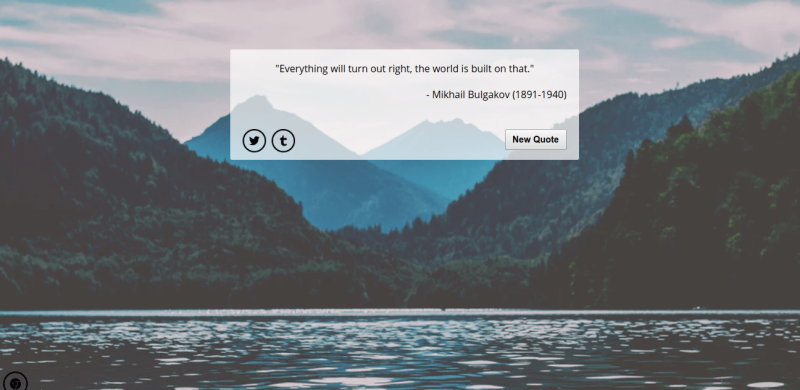 "Everything will turn out right, the world is built on that."
- Mikhail Bulgakov (1891-1940)
New Quote